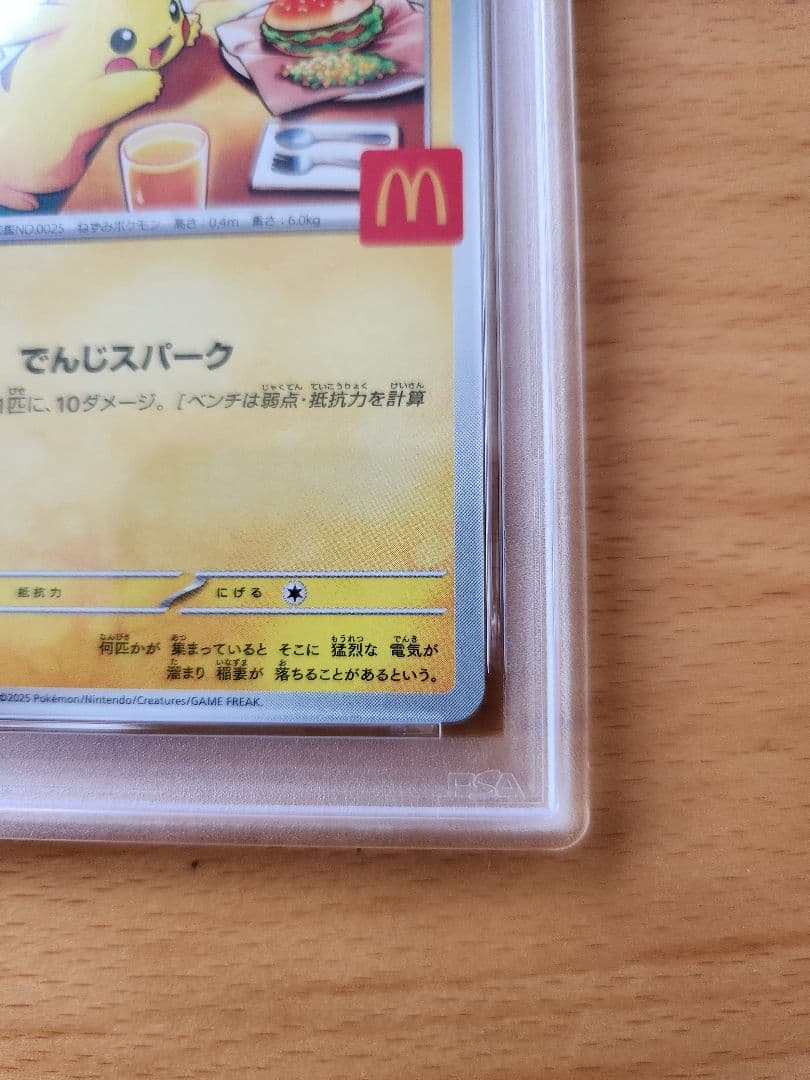 NO.0025 ねずみポケモン 高さ：0.4m 重さ：6.0kg
でんじスパーク
1匹に、10ダメージ。［ベンチは弱点・抵抗力を計算
抵抗力 にげる
何匹かが 集まっていると そこに 猛烈な 電気が
溜まり 稲妻が 落ちることがあるという。
©2025 Pokémon/Nintendo/Creatures/GAME FREAK.
PSA